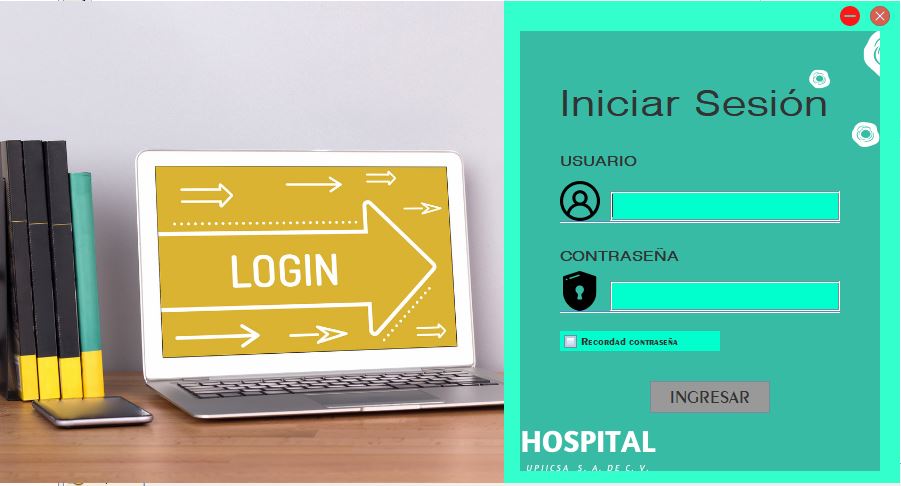 LOGIN
Iniciar Sesión
USUARIO
CONTRASEÑA
Recordad contraseña
INGRESAR
HOSPITAL
UPIICSA S. A. DE C. V.